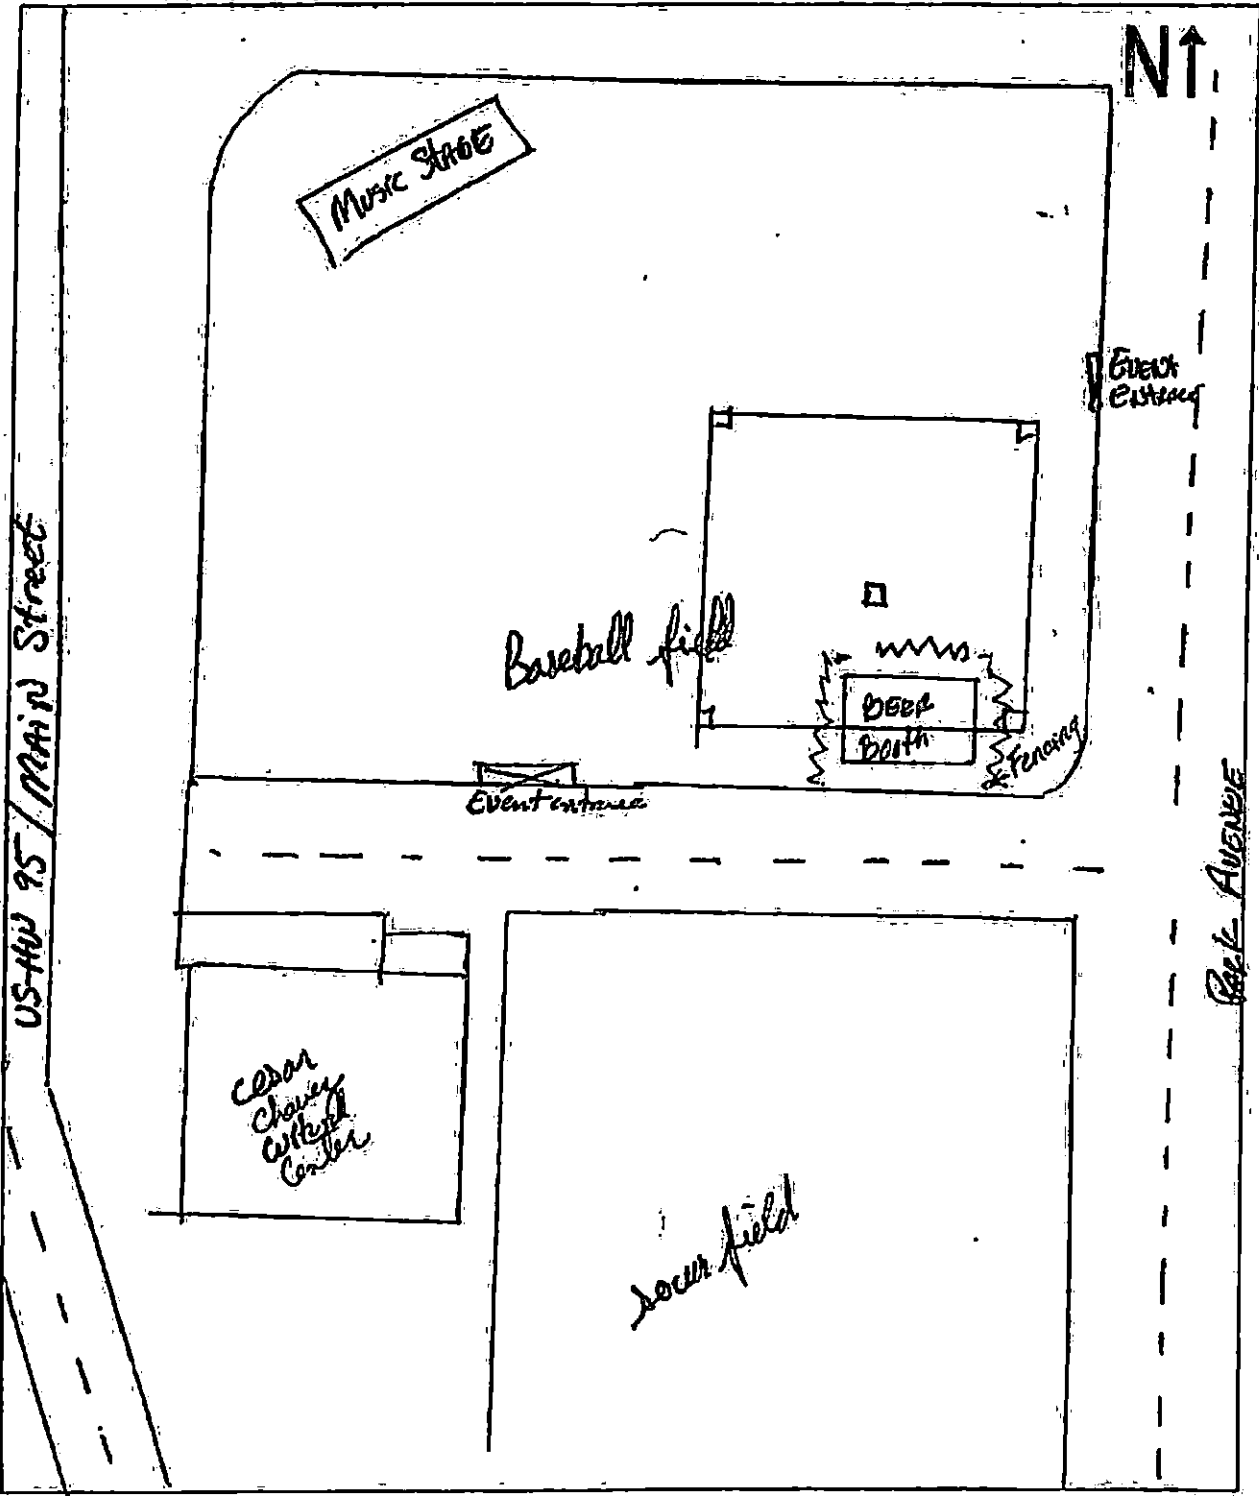 N
Music STAGE
Event
Entrance
US-HW 95/MAIN Street
Baseball field
BEER
Booth
Fencing
Event entrance
Park AVENUE
cesar
chavez
cultural
Center
soccer field